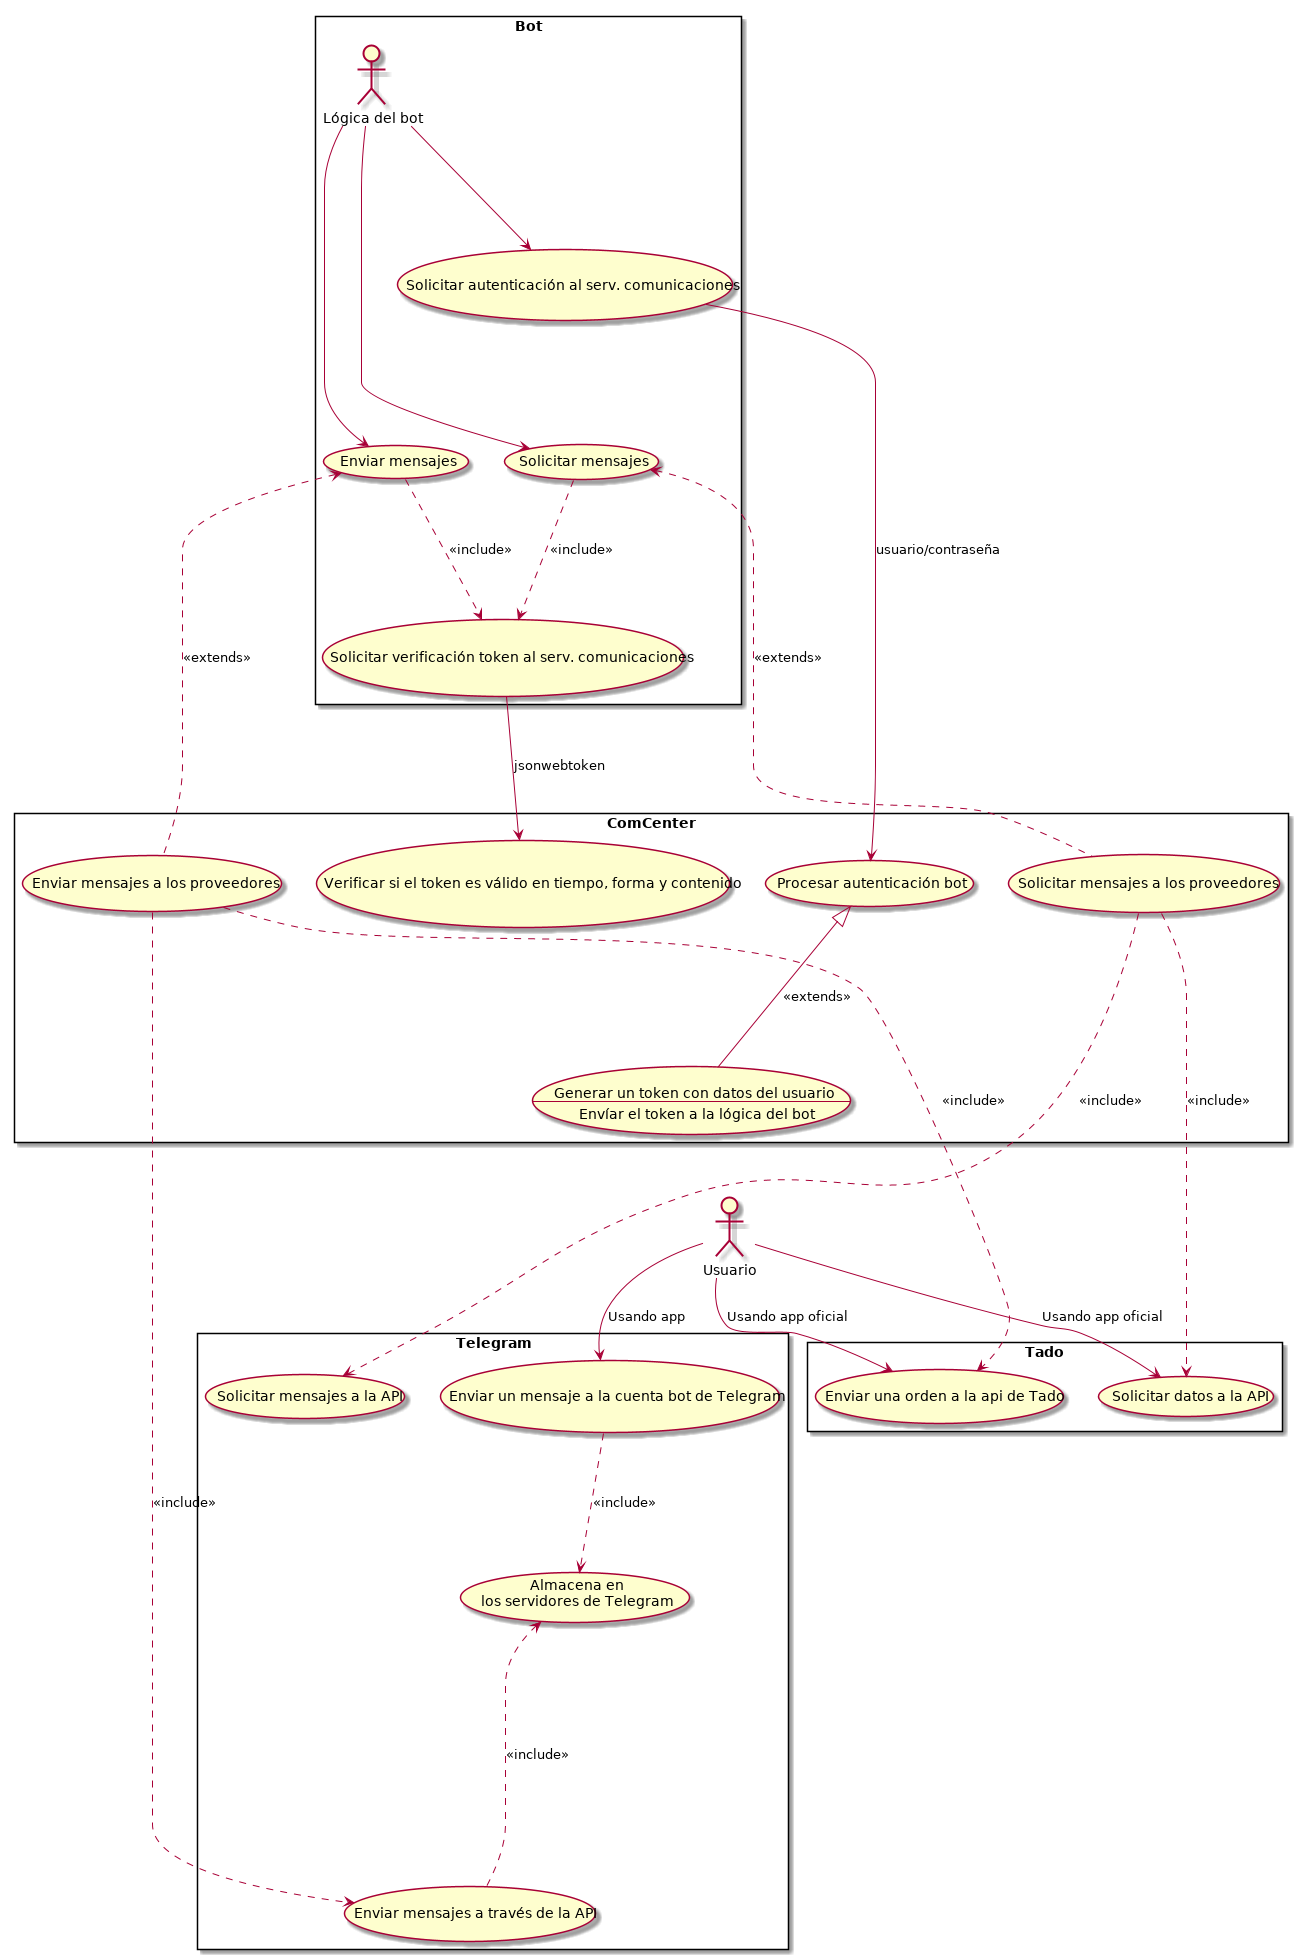 Bot
Lógica del bot
Solicitar autenticación al serv. comunicaciones
Enviar mensajes
Solicitar mensajes
«include»
«include»
usuario/contraseña
Solicitar verificación token al serv. comunicaciones
«extends»
«extends»
jsonwebtoken
ComCenter
Enviar mensajes a los proveedores
Verificar si el token es válido en tiempo, forma y contenido
Procesar autenticación bot
Solicitar mensajes a los proveedores
«extends»
Generar un token con datos del usuario
Envíar el token a la lógica del bot
«include»
«include»
«include»
Usuario
Usando app
Usando app oficial
Usando app oficial
Telegram
Tado
Solicitar mensajes a la API
Enviar un mensaje a la cuenta bot de Telegram
Enviar una orden a la api de Tado
Solicitar datos a la API
«include»
«include»
Almacena en
los servidores de Telegram
«include»
Enviar mensajes a través de la API